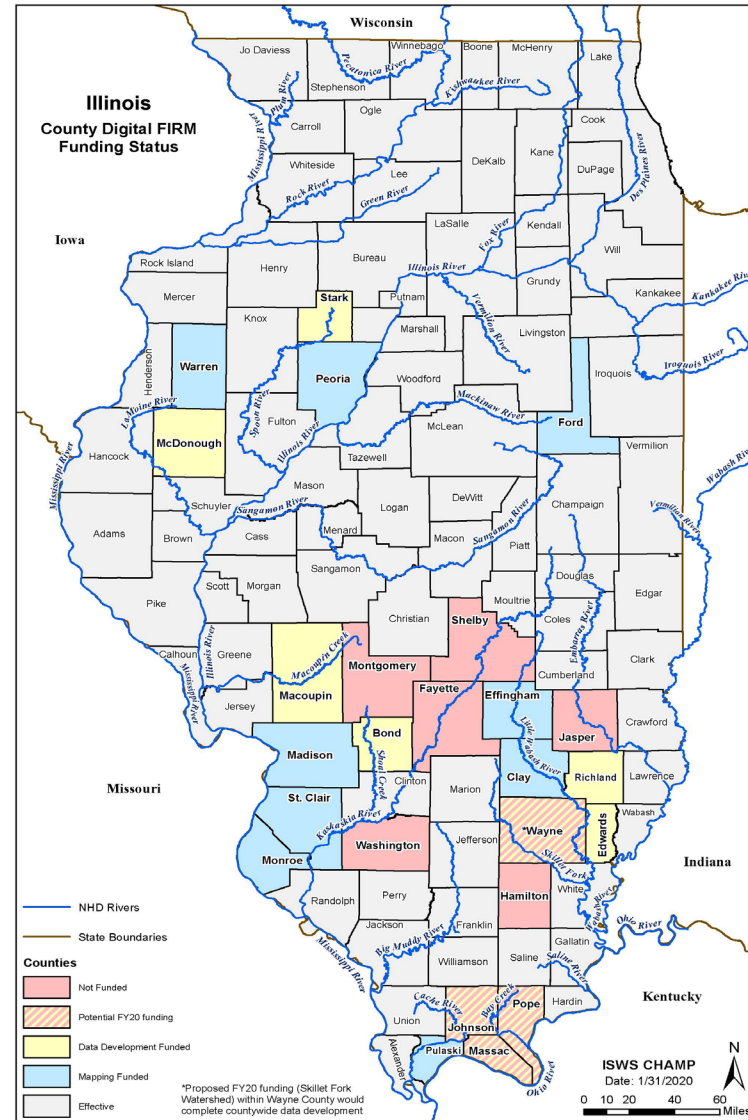 Wisconsin
Jo Daviess
Stephenson
Winnebago
Boone
McHenry
Lake
Pecatonica River
Kishwaukee River
Illinois
County Digital FIRM
Funding Status
Plum River
Carroll
Ogle
Mississippi River
Whiteside
Lee
DeKalb
Kane
Cook
DuPage
Des Plaines River
Rock River
Green River
Fox River
Kendall
LaSalle
Will
Iowa
Rock Island
Henry
Bureau
Illinois River
Grundy
Kankakee
Kankakee Riv
Mercer
Stark
Putnam
Knox
Marshall
Vermilion River
Livingston
Iroquois River
Henderson
Warren
Peoria
Woodford
Iroquois
La Moine River
Spoon River
Fulton
Illinois River
Mackinaw River
Ford
McLean
Hancock
McDonough
Tazewell
Vermilion
Wabash Riv
Mississippi River
Mason
Schuyler
Sangamon River
Logan
DeWitt
Champaign
Vermilion River
Adams
Brown
Cass
Menard
Macon
Sangamon River
Piatt
Sangamon
Douglas
Edgar
Pike
Scott
Morgan
Christian
Moultrie
Coles
Embarras River
Shelby
Illinois River
Calhoun
Greene
Macoupin Creek
Montgomery
Cumberland
Clark
Mississippi River
Jersey
Macoupin
Fayette
Effingham
Jasper
Crawford
Bond
Little Wabash River
Madison
Shoal Creek
Clay
Richland
Lawrence
Missouri
Clinton
Marion
St. Clair
Kaskaskia River
*Wayne
Edwards
Wabash
Washington
Jefferson
Skillet Fork
Indiana
Monroe
Hamilton
White
Wabash River
Randolph
Perry
Ohio River
NHD Rivers
State Boundaries
Jackson
Franklin
Big Muddy River
Gallatin
Mississippi River
Williamson
Saline
Saline River
Counties
Not Funded
Potential FY20 funding
Data Development Funded
Mapping Funded
Effective
Kentucky
Union
Cache River
Johnson
Bay Creek
Pope
Hardin
Alexander
Pulaski
Massac
Ohio River
*Proposed FY20 funding (Skillet Fork
Watershed) within Wayne County would
complete countywide data development
ISWS CHAMP
Date: 1/31/2020
N
0 10 20 40 60
Miles